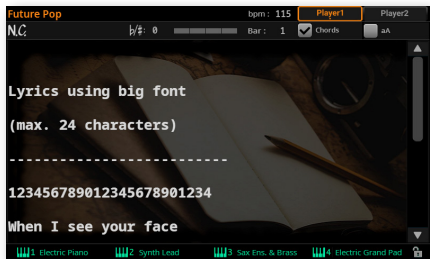 Future Pop
bpm: 115
Player1
Player2
N.C.
b/#: 0
Bar: 1
Chords
aA
Lyrics using big font
(max. 24 characters)
--------------------------
123456789012345678901234
When I see your face
1 Electric Piano
2 Synth Lead
3 Sax Ens. & Brass
4 Electric Grand Pad